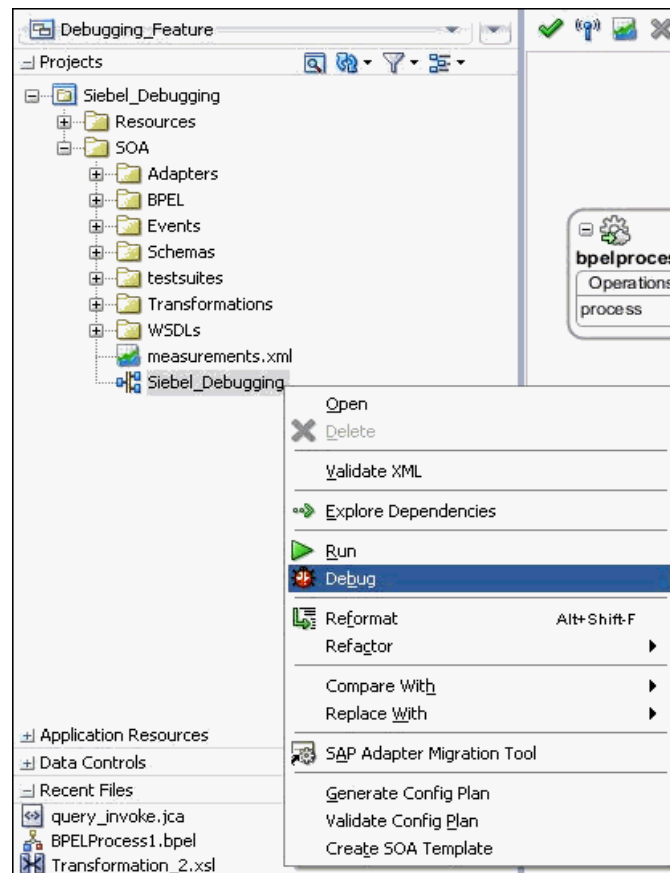 Debugging_Feature
Projects
Siebel_Debugging
Resources
SOA
Adapters
BPEL
Events
Schemas
testsuites
Transformations
WSDLs
measurements.xml
Siebel_Debugging
Open
Delete
Validate XML
Explore Dependencies
Run
Debug
Reformat Alt+Shift-F
Refactor
Compare With
Replace With
SAP Adapter Migration Tool
Generate Config Plan
Validate Config Plan
Create SOA Template
Application Resources
Data Controls
Recent Files
query_invoke.jca
BPELProcess1.bpel
Transformation_2.xsl
bpelproces
Operations
process